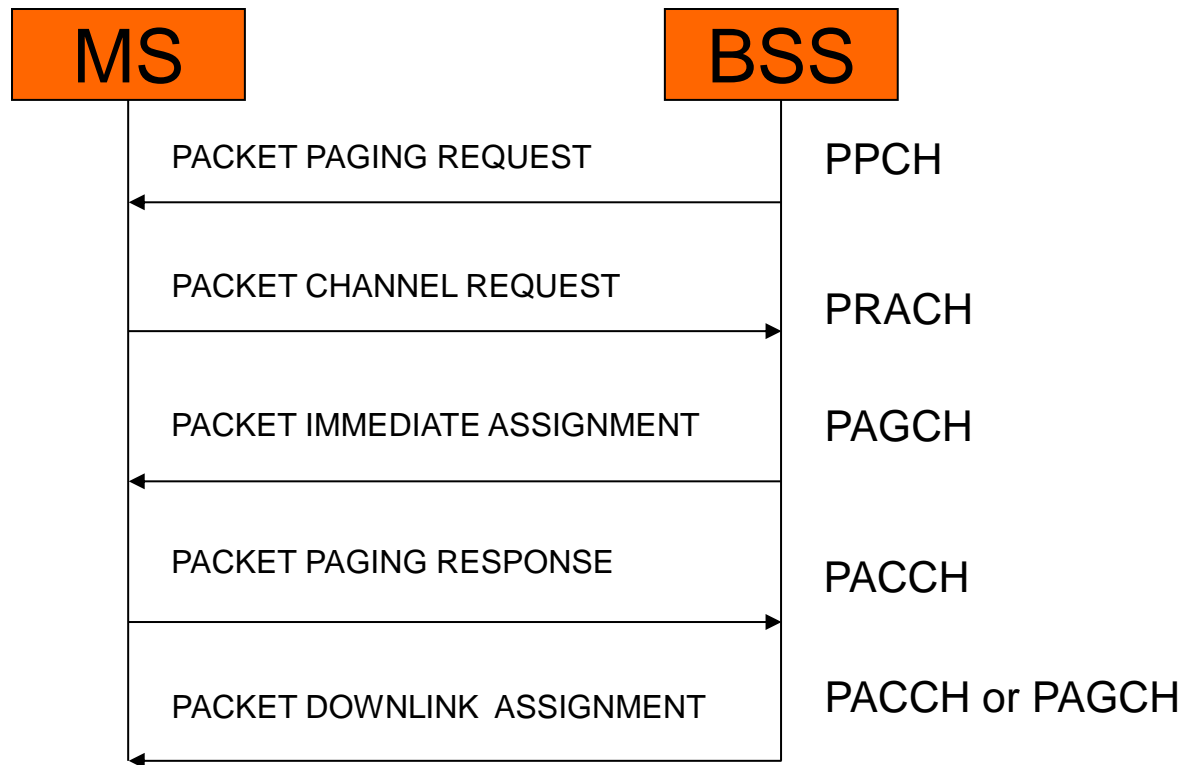 MS
BSS
PACKET PAGING REQUEST
PPCH
PACKET CHANNEL REQUEST
PRACH
PACKET IMMEDIATE ASSIGNMENT
PAGCH
PACKET PAGING RESPONSE
PACCH
PACKET DOWNLINK ASSIGNMENT
PACCH or PAGCH